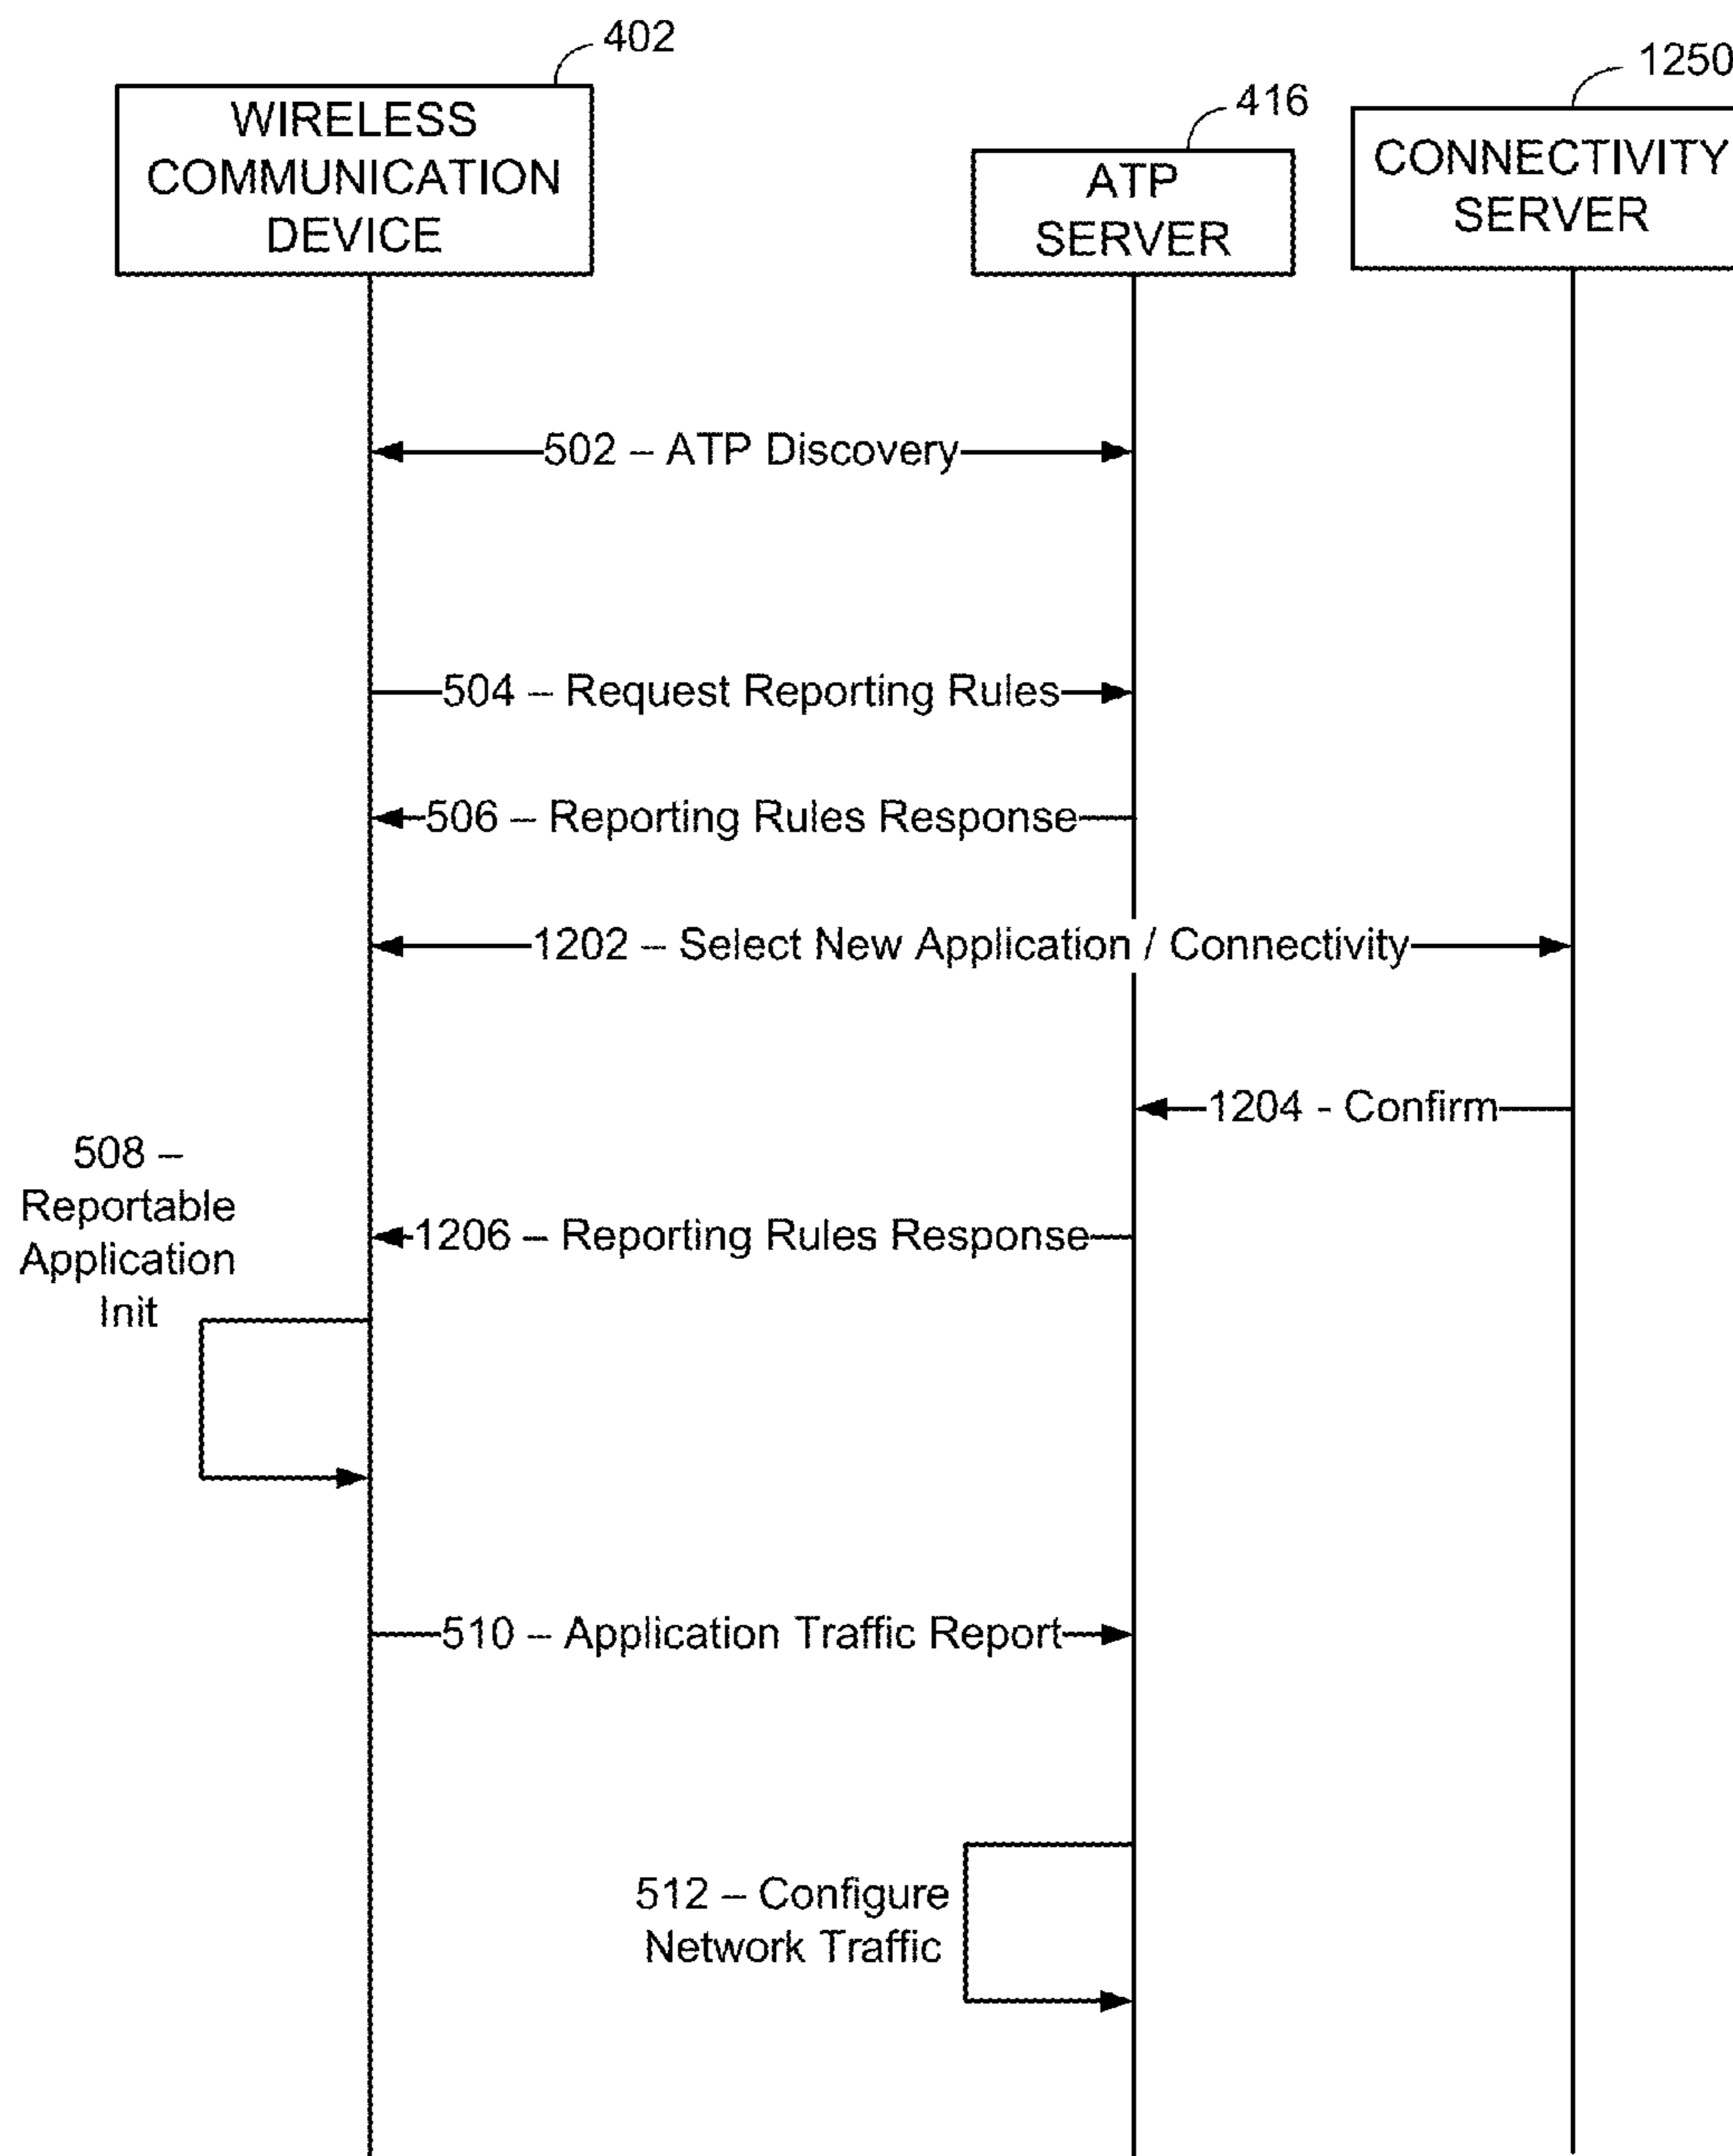 402
WIRELESS
COMMUNICATION
DEVICE
416
ATP
SERVER
1250
CONNECTIVITY
SERVER
502 – ATP Discovery
504 – Request Reporting Rules
506 – Reporting Rules Response
1202 – Select New Application / Connectivity
1204 - Confirm
508 –
Reportable
Application
Init
1206 – Reporting Rules Response
510 – Application Traffic Report
512 – Configure
Network Traffic